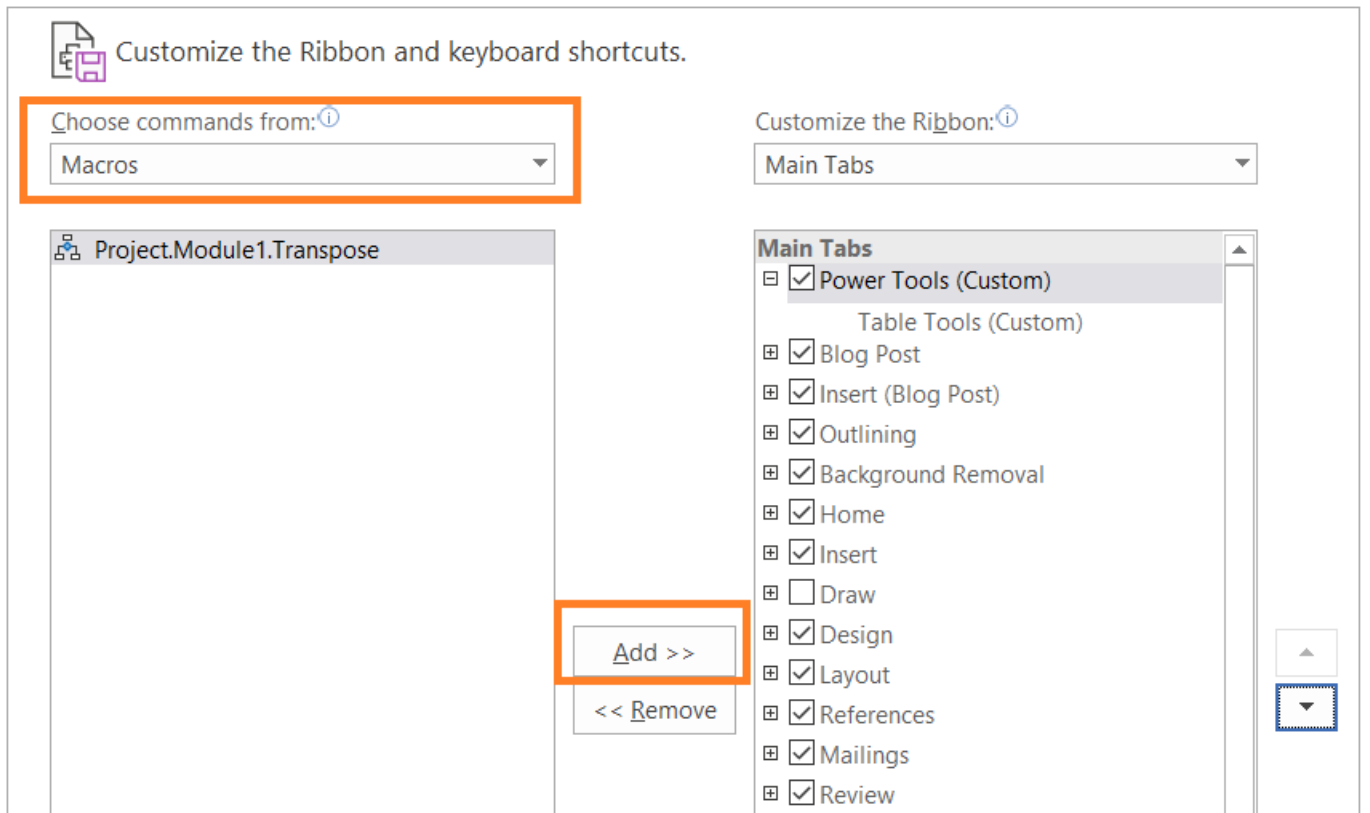 Customize the Ribbon and keyboard shortcuts.
Choose commands from:
Macros
Project.Module1.Transpose
Add >>
<< Remove
Customize the Ribbon:
Main Tabs
Main Tabs
Power Tools (Custom)
Table Tools (Custom)
Blog Post
Insert (Blog Post)
Outlining
Background Removal
Home
Insert
Draw
Design
Layout
References
Mailings
Review